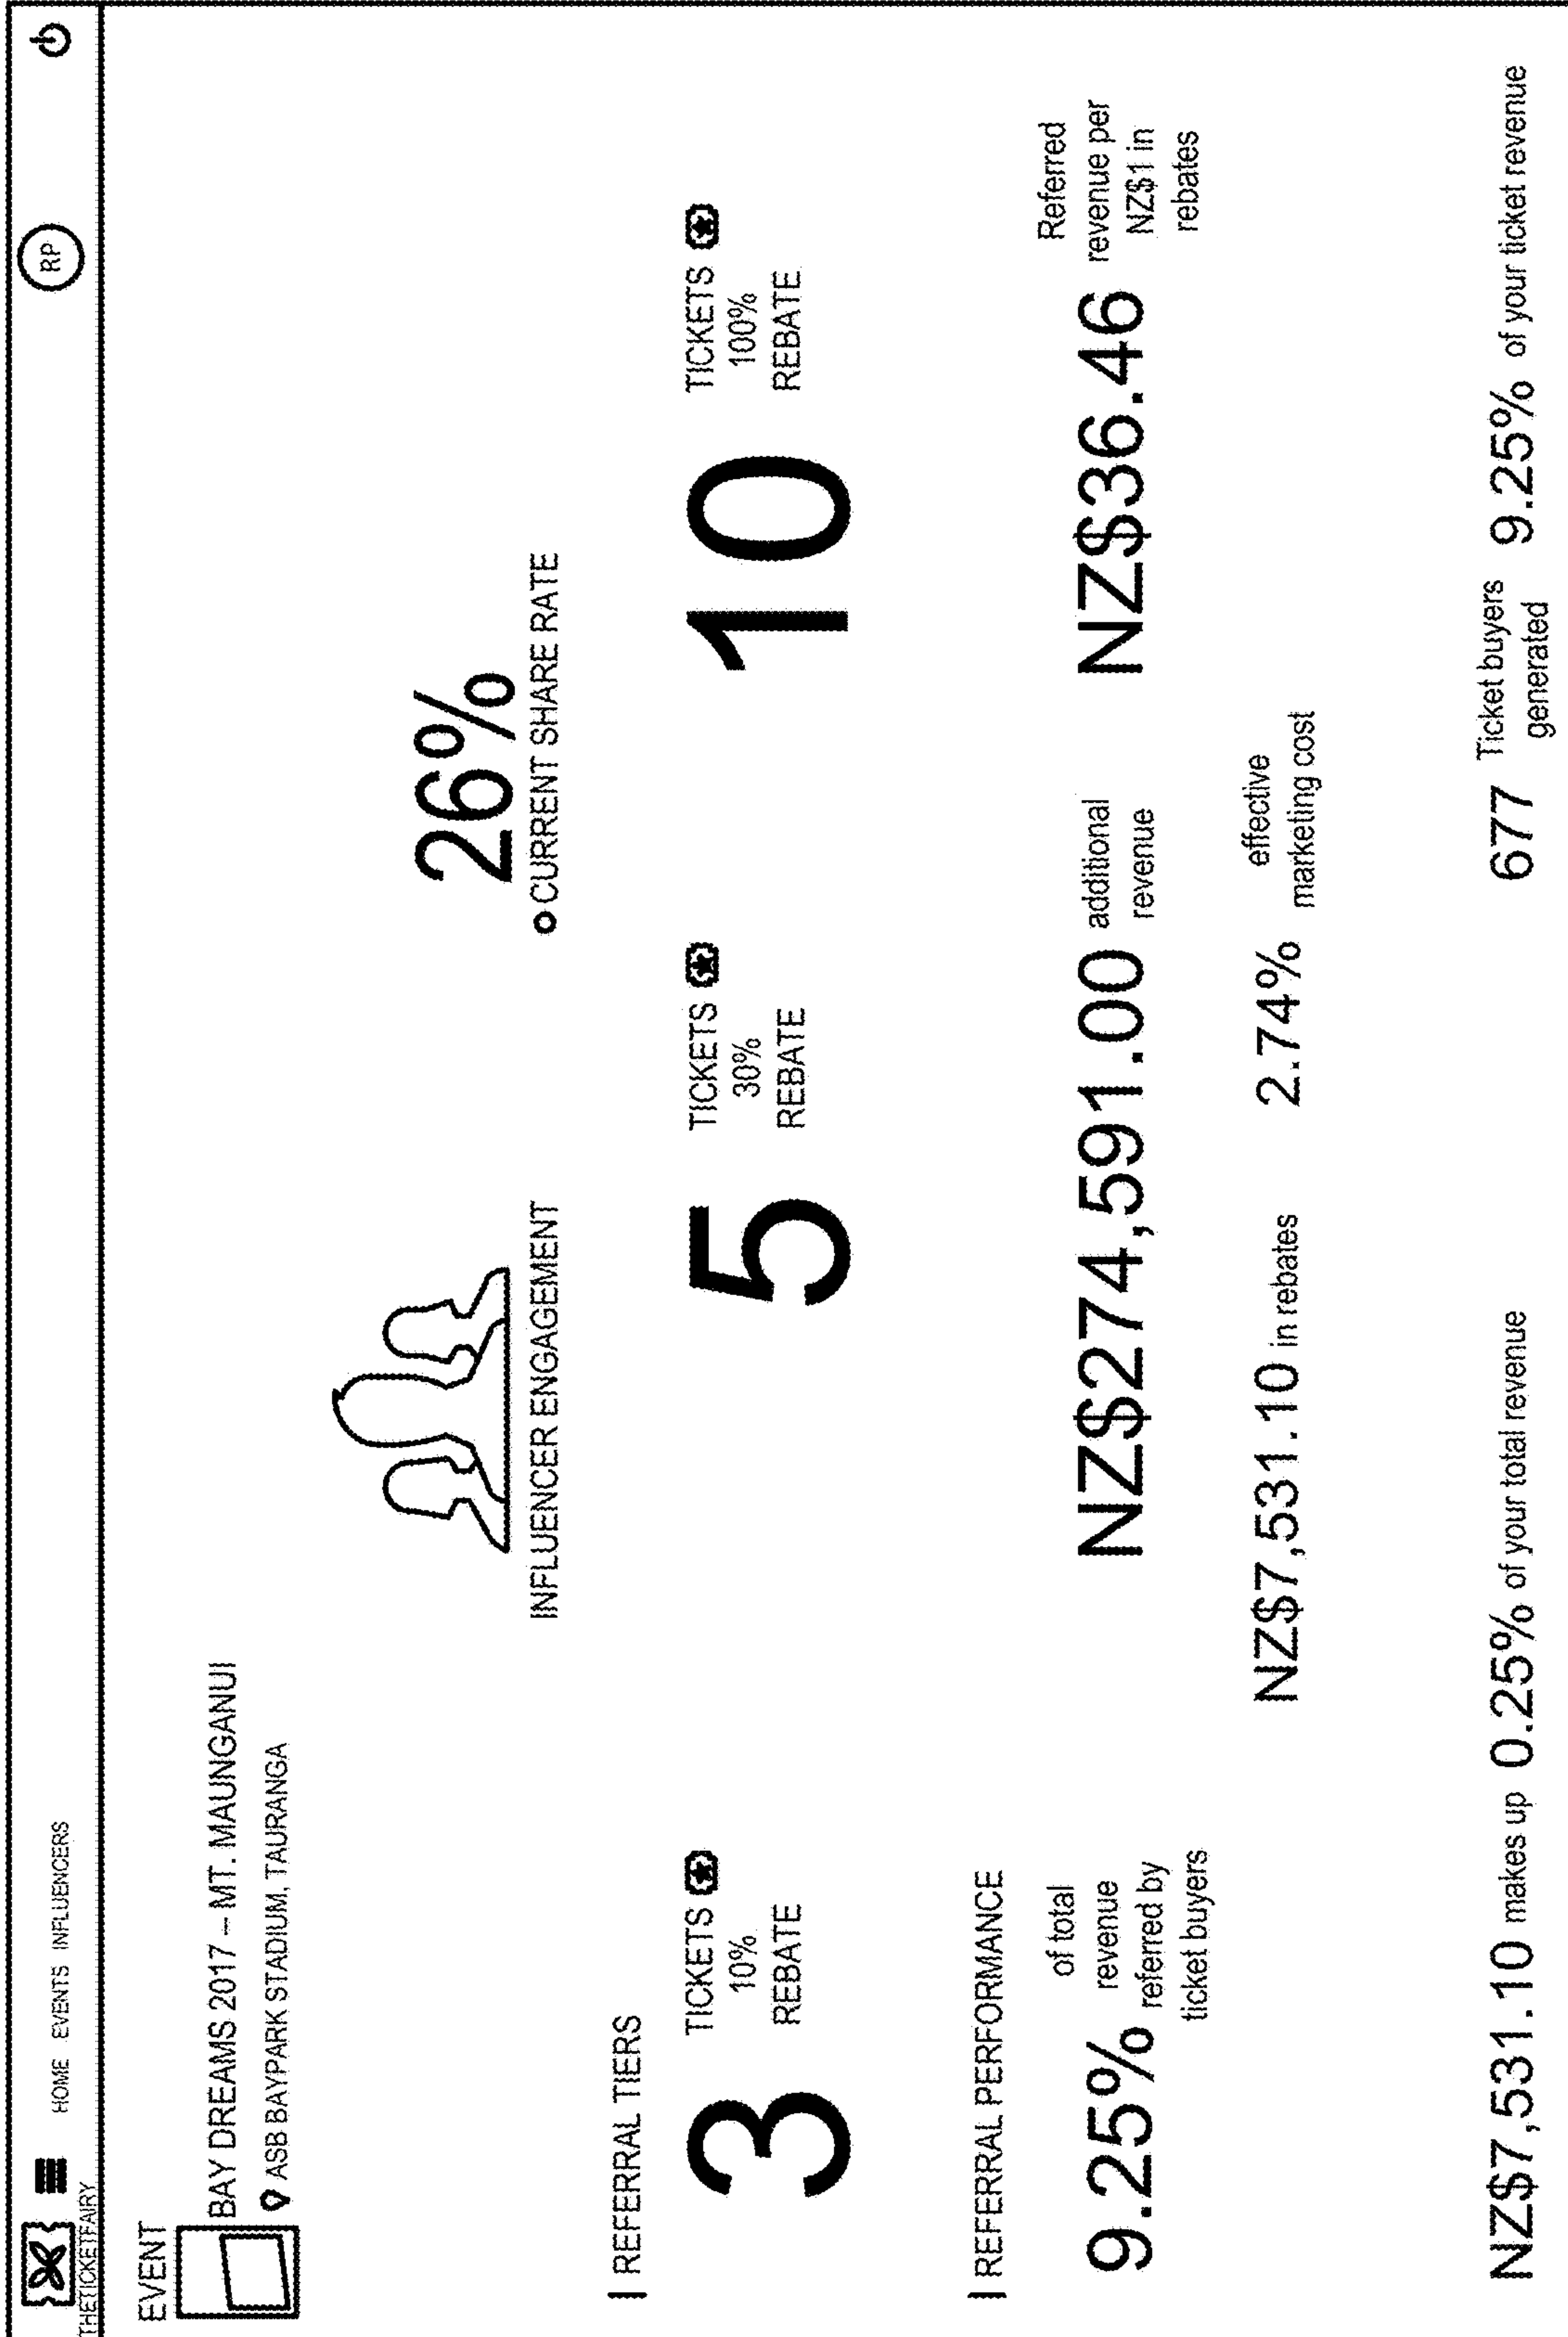 THETICKETFAIRY
HOME EVENTS INFLUENCERS
RP
EVENT
BAY DREAMS 2017 – MT. MAUNGANUI
ASB BAYPARK STADIUM, TAURANGA
INFLUENCER ENGAGEMENT
26%
CURRENT SHARE RATE
REFERRAL TIERS
3
TICKETS
10%
REBATE
5
TICKETS
30%
REBATE
10
TICKETS
100%
REBATE
REFERRAL PERFORMANCE
9.25%
of total
revenue
referred by
ticket buyers
NZ$274,591.00
additional
revenue
NZ$36.46
Referred
revenue per
NZ$1 in
rebates
NZ$7,531.10 in rebates
2.74%
effective
marketing cost
NZ$7,531.10 makes up 0.25% of your total revenue
677
Ticket buyers
generated
9.25% of your ticket revenue